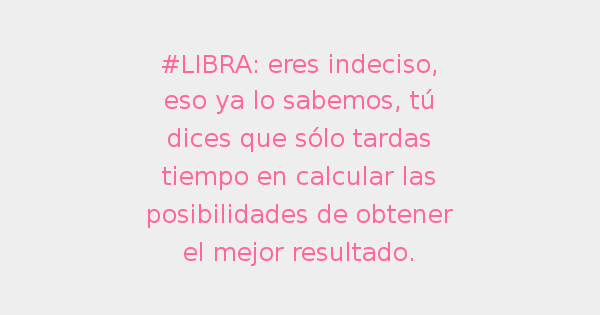 #LIBRA: eres indeciso,
eso ya lo sabemos, tú
dices que sólo tardas
tiempo en calcular las
posibilidades de obtener
el mejor resultado.